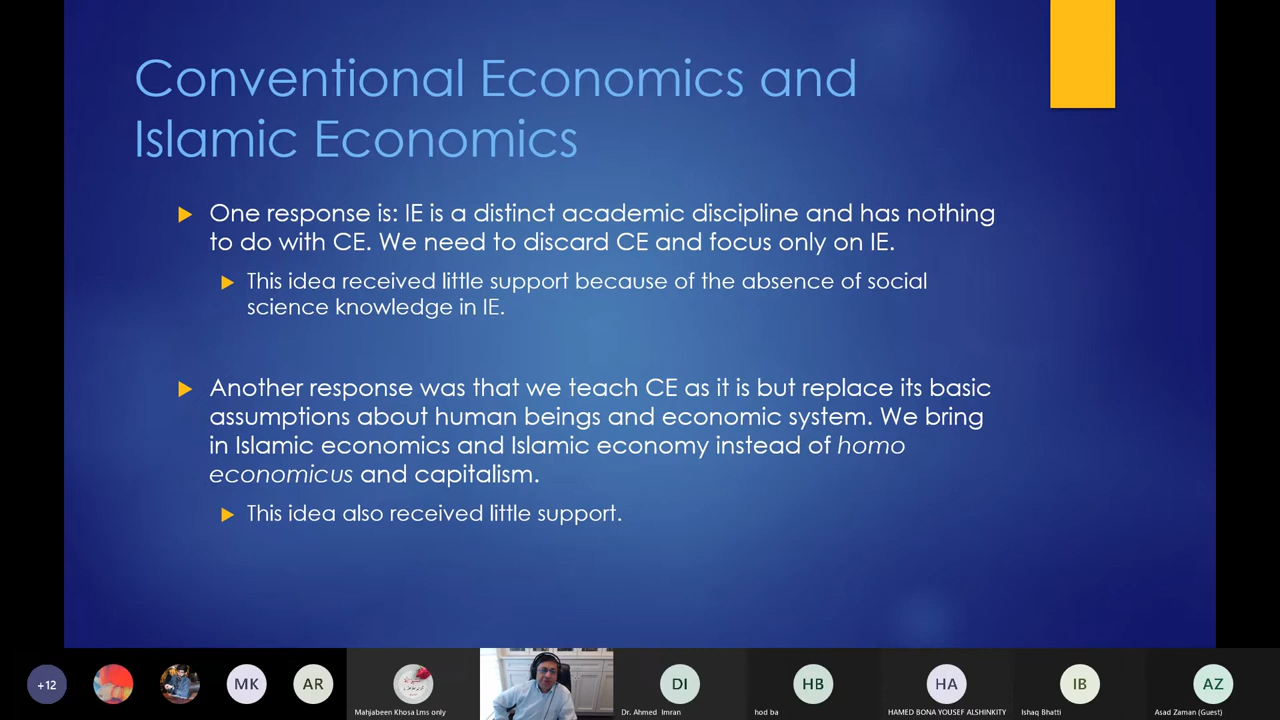 Conventional Economics and
Islamic Economics
One response is: IE is a distinct academic discipline and has nothing
to do with CE. We need to discard CE and focus only on IE.
This idea received little support because of the absence of social
science knowledge in IE.
Another response was that we teach CE as it is but replace its basic
assumptions about human beings and economic system. We bring
in Islamic economics and Islamic economy instead of homo
economicus and capitalism.
This idea also received little support.
+12
MK
AR
DI
HB
HA
IB
AZ
Mahjabeen Khosa Lms only
Dr. Ahmed Imran
hod ba
HAMED BONA YOUSEF ALSHINKITY
Ishaq Bhatti
Asad Zaman (Guest)